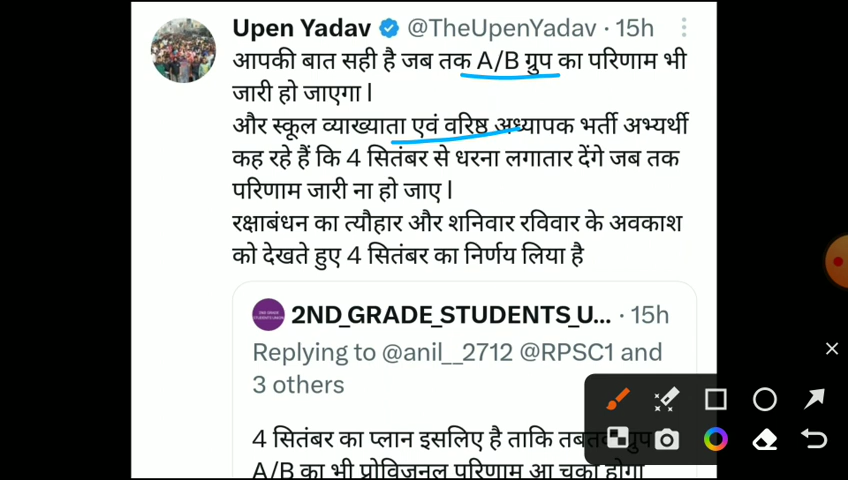 Upen Yadav @TheUpenYadav · 15h
आपकी बात सही है जब तक A/B ग्रुप का परिणाम भी
जारी हो जाएगा |
और स्कूल व्याख्याता एवं वरिष्ठ अध्यापक भर्ती अभ्यर्थी
कह रहे हैं कि 4 सितंबर से धरना लगातार देंगे जब तक
परिणाम जारी ना हो जाए |
रक्षाबंधन का त्यौहार और शनिवार रविवार के अवकाश
को देखते हुए 4 सितंबर का निर्णय लिया है
2ND_GRADE_STUDENTS_U... · 15h
Replying to @anil__2712 @RPSC1 and
3 others
4 सितंबर का प्लान इसलिए है ताकि तबतक ग्रुप
A/B का भी प्रोविजनल परिणाम आ चुका होगा